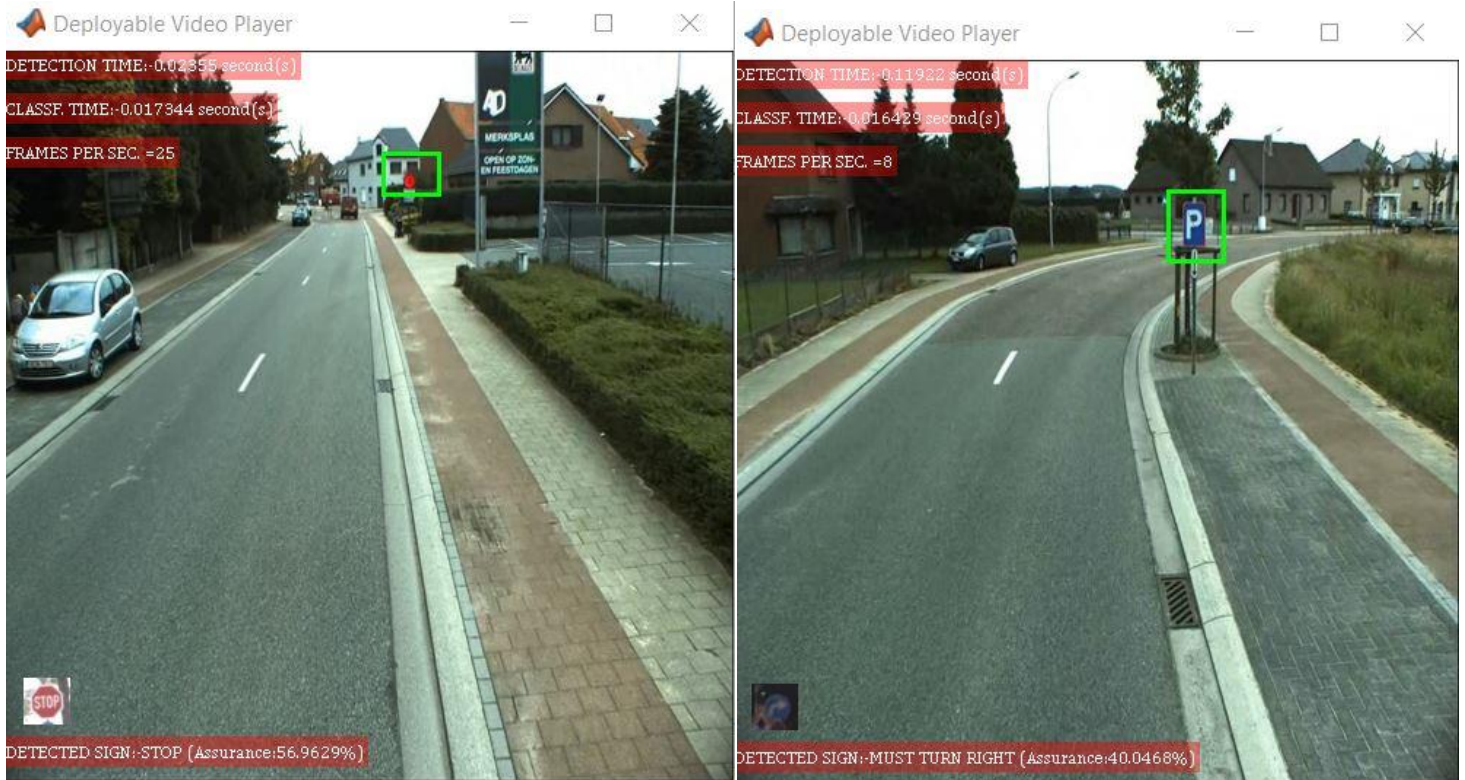 Deployable Video Player
DETECTION TIME:-0.02355 second(s)
CLASSF. TIME:-0.017344 second(s)
FRAMES PER SEC. =25
AD
MERKSPLAS
OPEN OP ZON-
EN FEESTDAGEN
STOP
DETECTED SIGN:-STOP (Assurance:56.9629%)
Deployable Video Player
DETECTION TIME:-0.11922 second(s)
CLASSF. TIME:-0.016429 second(s)
FRAMES PER SEC. =8
P
DETECTED SIGN:-MUST TURN RIGHT (Assurance:40.0468%)